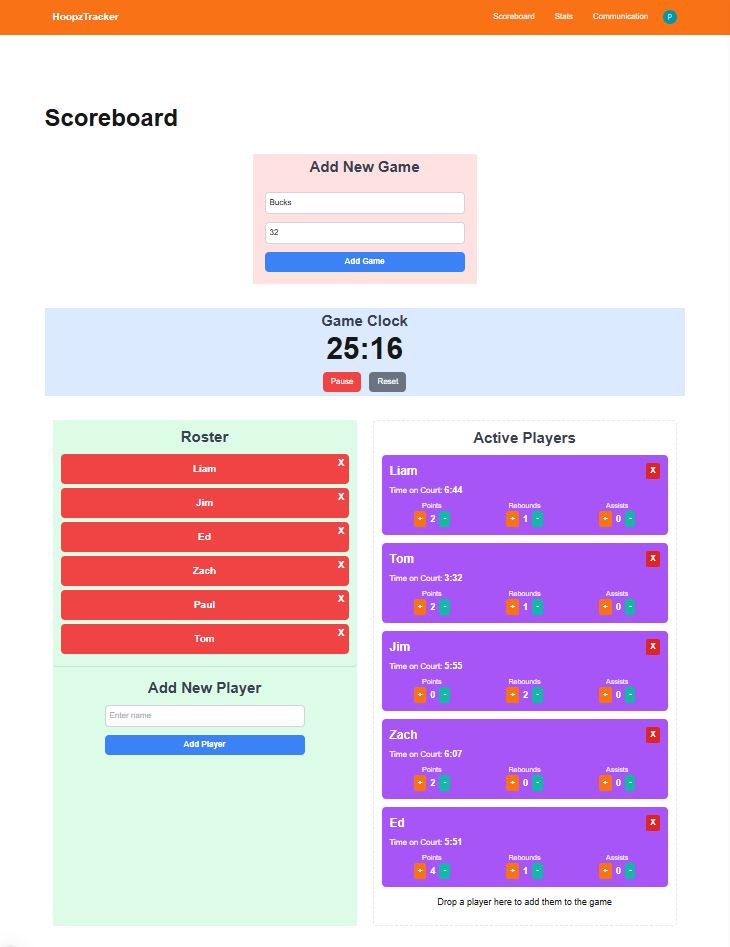 HoopzTracker
Scoreboard Stats Communication P
Scoreboard
Add New Game
Bucks
32
Add Game
Game Clock
25:16
Pause Reset
Roster
Liam X
Jim X
Ed X
Zach X
Paul X
Tom X
Add New Player
Enter name
Add Player
Active Players
Liam X
Time on Court: 6:44
Points Rebounds Assists
+ 2 - + 1 - + 0 -
Tom X
Time on Court: 3:32
Points Rebounds Assists
+ 2 - + 1 - + 0 -
Jim X
Time on Court: 5:55
Points Rebounds Assists
+ 0 - + 2 - + 0 -
Zach X
Time on Court: 6:07
Points Rebounds Assists
+ 2 - + 0 - + 0 -
Ed X
Time on Court: 5:51
Points Rebounds Assists
+ 4 - + 1 - + 0 -
Drop a player here to add them to the game